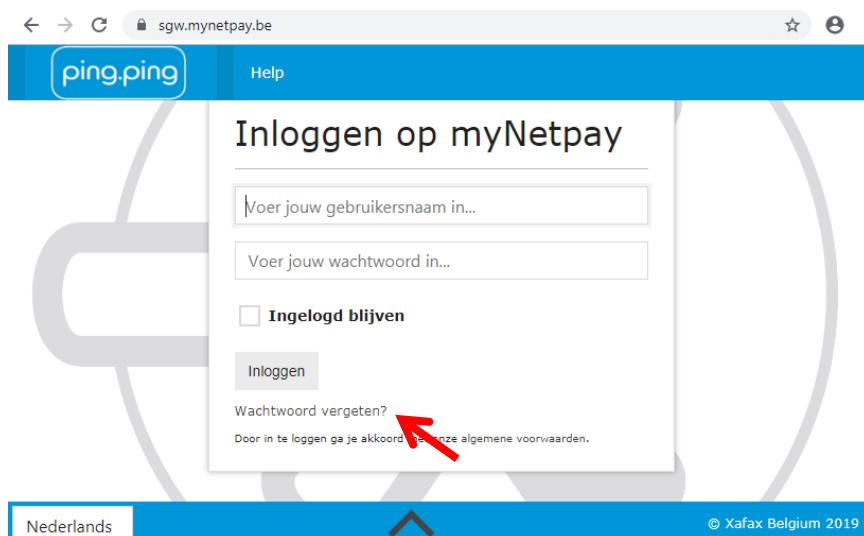 sgw.mynetpay.be
ping.ping
Help
Inloggen op myNetpay
Voer jouw gebruikersnaam in...
Voer jouw wachtwoord in...
Ingelogd blijven
Inloggen
Wachtwoord vergeten?
Door in te loggen ga je akkoord onze algemene voorwaarden.
Nederlands
© Xafax Belgium 2019